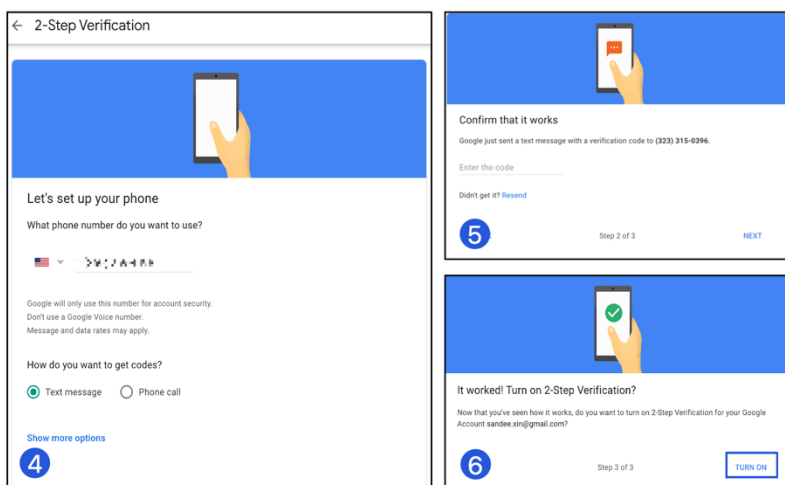 ← 2-Step Verification
Let's set up your phone
What phone number do you want to use?
Google will only use this number for account security.
Don't use a Google Voice number.
Message and data rates may apply.
How do you want to get codes?
Text message Phone call
Show more options
4
Confirm that it works
Google just sent a text message with a verification code to (323) 315-0396.
Enter the code
Didn't get it? Resend
5 Step 2 of 3 NEXT
It worked! Turn on 2-Step Verification?
Now that you've seen how it works, do you want to turn on 2-Step Verification for your Google
Account sandee.xin@gmail.com?
6 Step 3 of 3 TURN ON